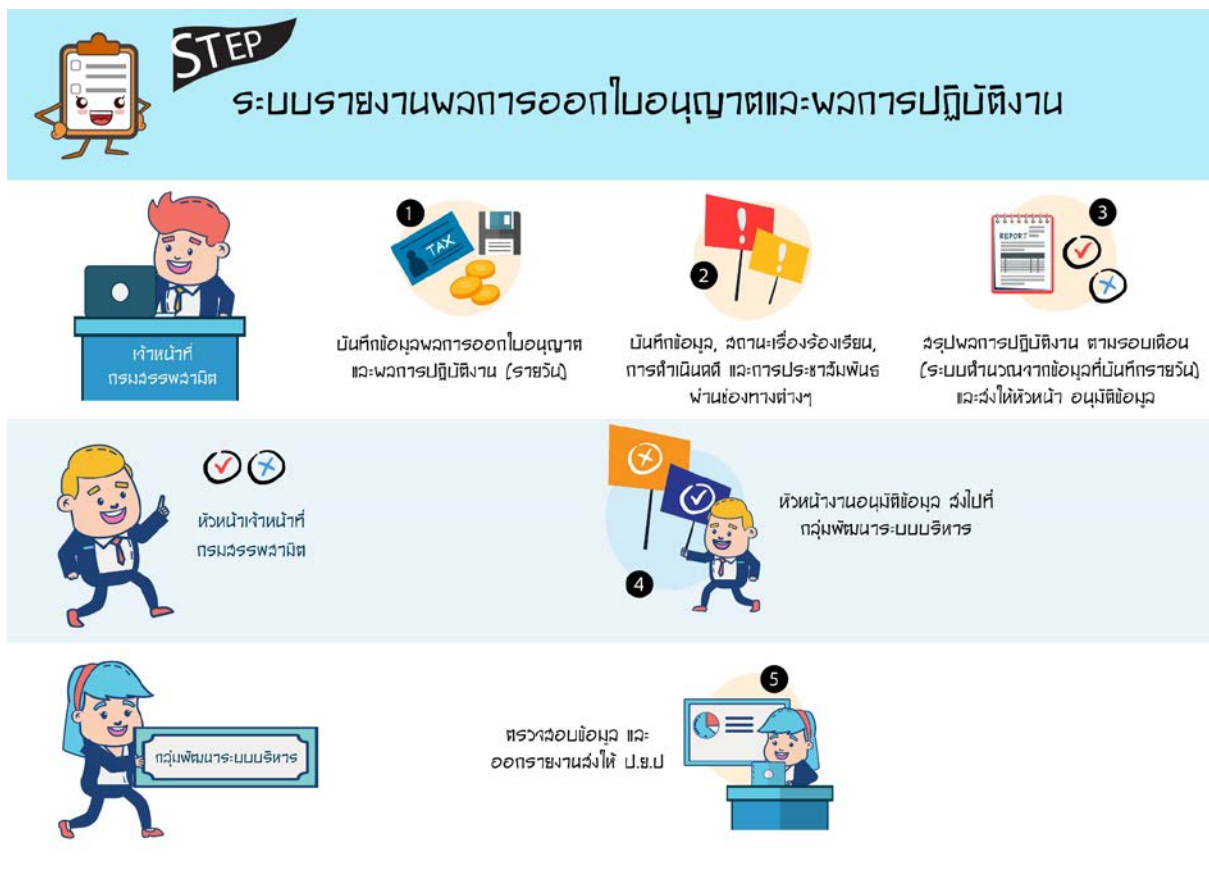 STEP
ระบบรายงานผลการออกใบอนุญาตและผลการปฏิบัติงาน
1
TAX
2
3
REPORT
เจ้าหน้าที่
กรมสรรพสามิต
บันทึกข้อมูลผลการออกใบอนุญาต
และผลการปฏิบัติงาน (รายวัน)
บันทึกข้อมูล, สถานะเรื่องร้องเรียน,
การดำเนินคดี และการประชาสัมพันธ์
ผ่านช่องทางต่างๆ
สรุปผลการปฏิบัติงาน ตามรอบเดือน
(ระบบคำนวณจากข้อมูลที่บันทึกรายวัน)
และส่งให้หัวหน้า อนุมัติข้อมูล
หัวหน้าเจ้าหน้าที่
กรมสรรพสามิต
4
หัวหน้างานอนุมัติข้อมูล ส่งไปที่
กลุ่มพัฒนาระบบบริหาร
กลุ่มพัฒนาระบบบริหาร
5
ตรวจสอบข้อมูล และ
ออกรายงานส่งให้ ป.ย.ป